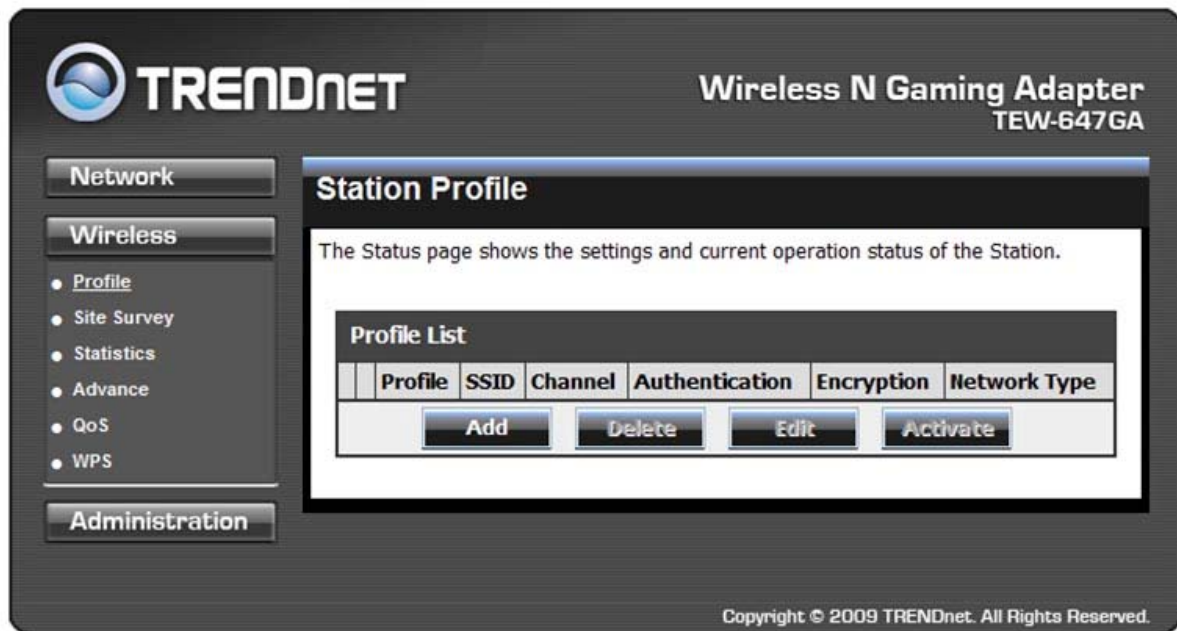 TRENDNET
Wireless N Gaming Adapter
TEW-647GA
Network
Wireless
Profile
Site Survey
Statistics
Advance
QoS
WPS
Administration
Station Profile
The Status page shows the settings and current operation status of the Station.
Profile List
Profile SSID Channel Authentication Encryption Network Type
Add Delete Edit Activate
Copyright © 2009 TRENDnet. All Rights Reserved.